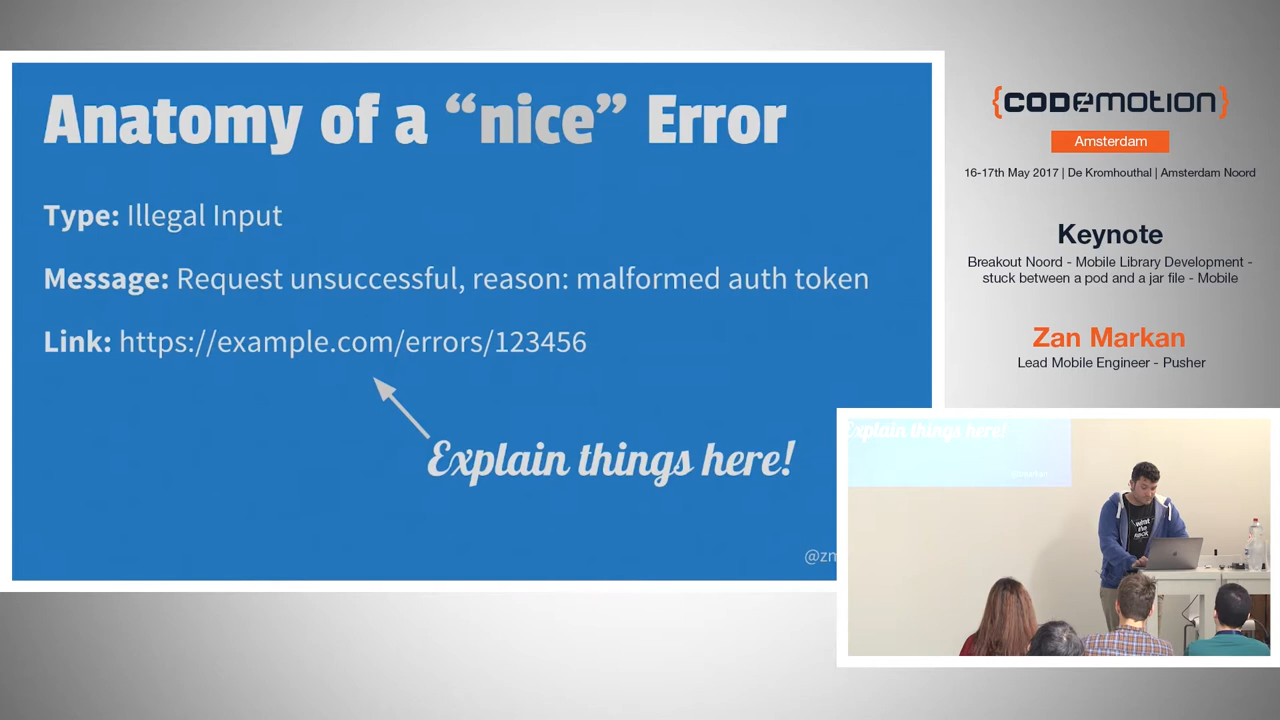 Anatomy of a “nice” Error
Type: Illegal Input
Message: Request unsuccessful, reason: malformed auth token
Link: https://example.com/errors/123456
Explain things here!
{CODEMOTION}
Amsterdam
16-17th May 2017 | De Kromhouthal | Amsterdam Noord
Keynote
Breakout Noord - Mobile Library Development -
stuck between a pod and a jar file - Mobile
Zan Markan
Lead Mobile Engineer - Pusher
Explain things here!